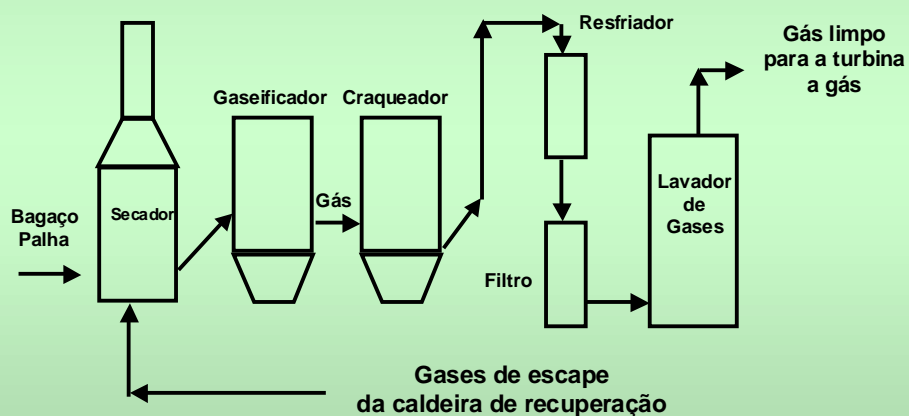 Resfriador
Gás limpo
para a turbina
a gás
Gaseificador
Craqueador
Bagaço
Palha
Secador
Gás
Lavador
de
Gases
Filtro
Gases de escape
da caldeira de recuperação